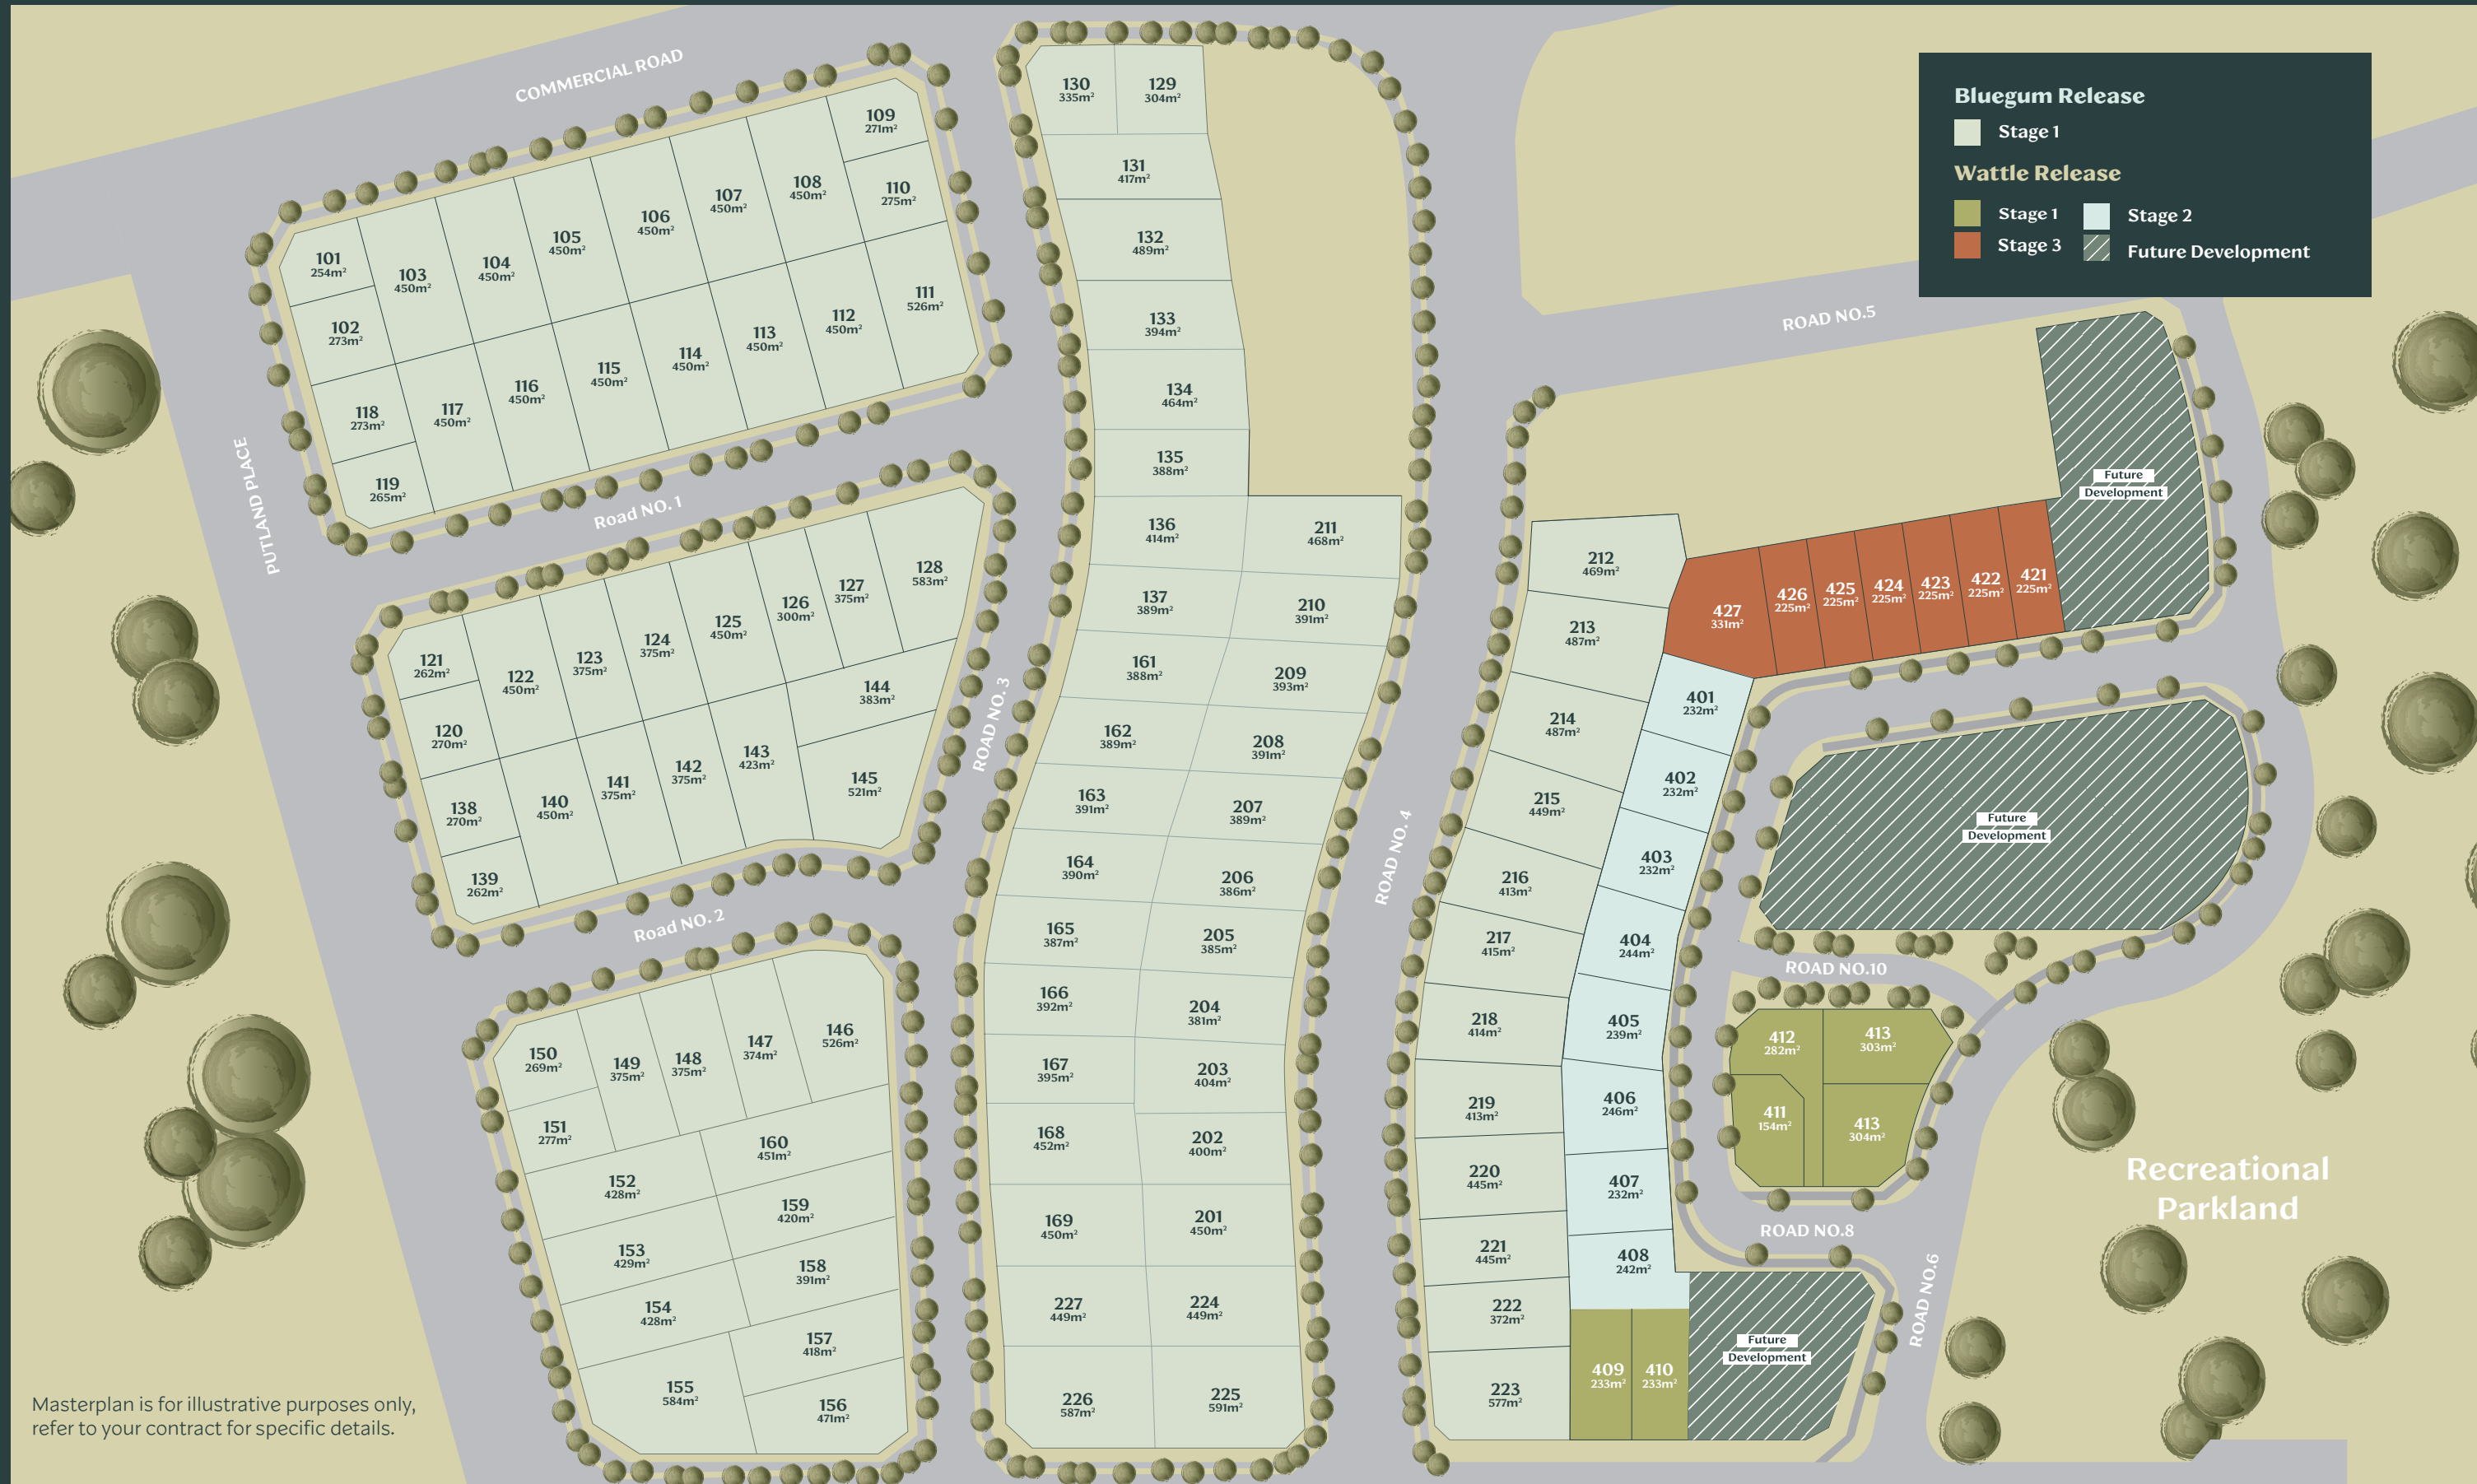 COMMERCIAL ROAD
PUTLAND PLACE
Road NO. 1
Road NO. 2
ROAD NO. 3
ROAD NO. 4
ROAD NO.5
ROAD NO.10
ROAD NO.8
ROAD NO.6
Bluegum Release
Stage 1
Wattle Release
Stage 1
Stage 2
Stage 3
Future Development
101
254m²
102
273m²
103
450m²
104
450m²
105
450m²
106
450m²
107
450m²
108
450m²
109
271m²
110
275m²
111
526m²
112
450m²
113
450m²
114
450m²
115
450m²
116
450m²
117
450m²
118
273m²
119
265m²
121
262m²
120
270m²
122
450m²
123
375m²
124
375m²
125
450m²
126
300m²
127
375m²
128
583m²
144
383m²
145
521m²
143
423m²
142
375m²
141
375m²
140
450m²
138
270m²
139
262m²
150
269m²
149
375m²
148
375m²
147
374m²
146
526m²
151
277m²
160
451m²
152
428m²
159
420m²
153
429m²
158
391m²
154
428m²
157
418m²
155
584m²
156
471m²
130
335m²
129
304m²
131
417m²
132
489m²
133
394m²
134
464m²
135
388m²
136
414m²
211
468m²
137
389m²
210
391m²
161
388m²
209
393m²
162
389m²
208
391m²
163
391m²
207
389m²
164
390m²
206
386m²
165
387m²
205
385m²
166
392m²
204
381m²
167
395m²
203
404m²
168
452m²
202
400m²
169
450m²
201
450m²
227
449m²
224
449m²
226
587m²
225
591m²
212
469m²
213
487m²
214
487m²
215
449m²
216
413m²
217
415m²
218
414m²
219
413m²
220
445m²
221
445m²
222
372m²
223
577m²
427
331m²
426
225m²
425
225m²
424
225m²
423
225m²
422
225m²
421
225m²
401
232m²
402
232m²
403
232m²
404
244m²
405
239m²
406
246m²
407
232m²
408
242m²
409
233m²
410
233m²
412
282m²
413
303m²
411
154m²
413
304m²
Future
Development
Future
Development
Future
Development
Recreational
Parkland
Masterplan is for illustrative purposes only,
refer to your contract for specific details.